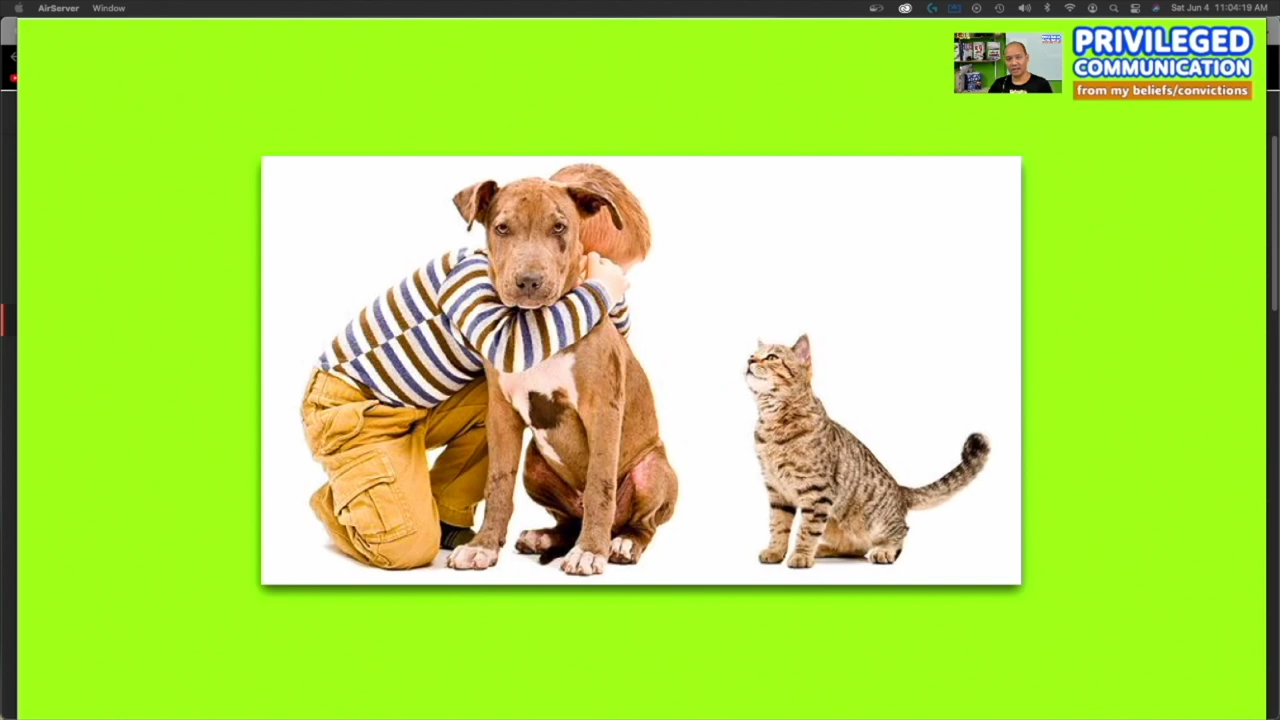 AirServer Window Sat Jun 4 11:04:19 AM
PRIVILEGED
COMMUNICATION
from my beliefs/convictions